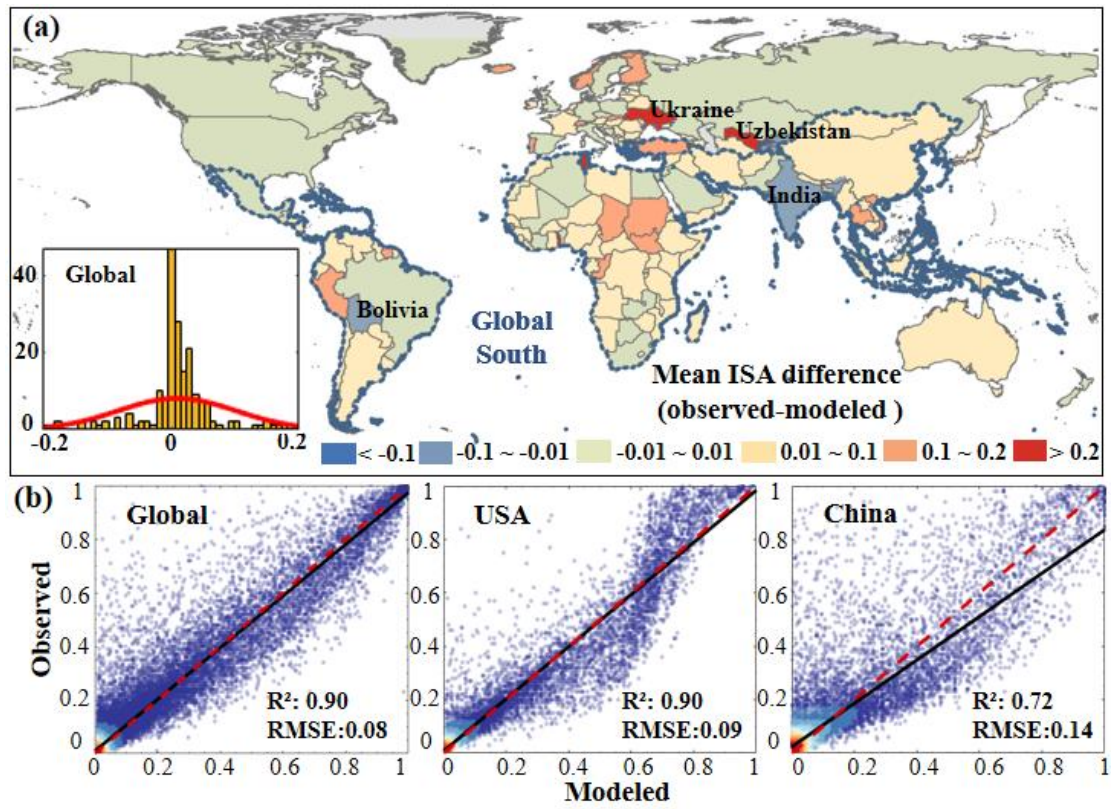 (a)
Ukraine
Uzbekistan
India
Bolivia
Global
South
Global
40
20
0
-0.2
0
0.2
Mean ISA difference
(observed-modeled )
< -0.1
-0.1 ~ -0.01
-0.01 ~ 0.01
0.01 ~ 0.1
0.1 ~ 0.2
> 0.2
(b)
Observed
1
0.8
0.6
0.4
0.2
0
Global
R²: 0.90
RMSE:0.08
0
0.2
0.4
0.6
0.8
1
1
0.8
0.6
0.4
0.2
0
USA
R²: 0.90
RMSE:0.09
0
0.2
0.4
0.6
0.8
1
1
0.8
0.6
0.4
0.2
0
China
R²: 0.72
RMSE:0.14
0
0.2
0.4
0.6
0.8
1
Modeled